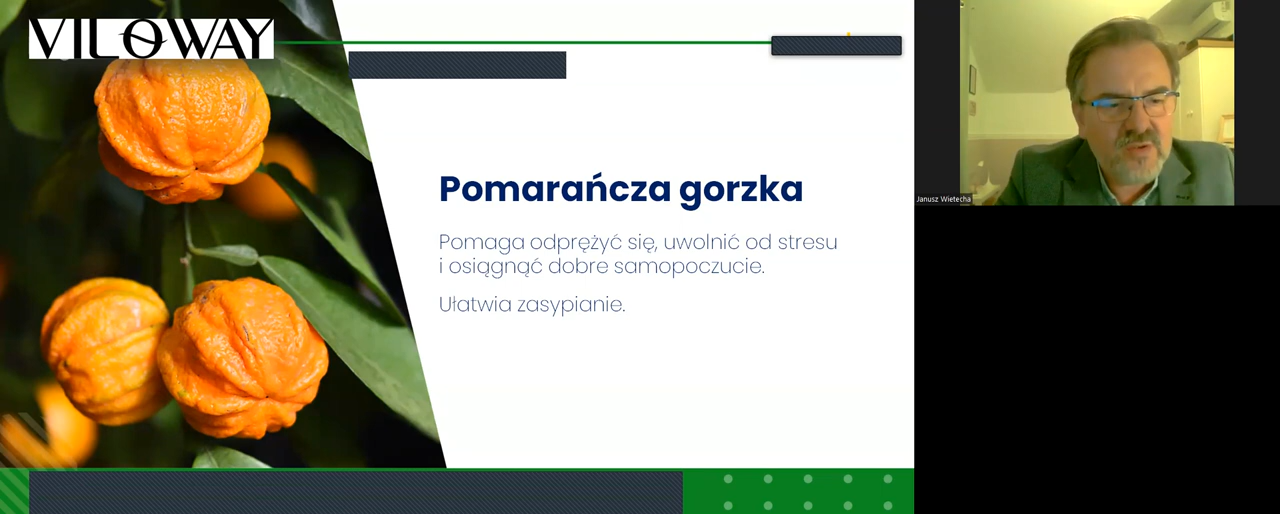 VILOWAY
Pomarańcza gorzka
Pomaga odprężyć się, uwolnić od stresu
i osiągnąć dobre samopoczucie.
Ułatwia zasypianie.
Janusz Wietecha